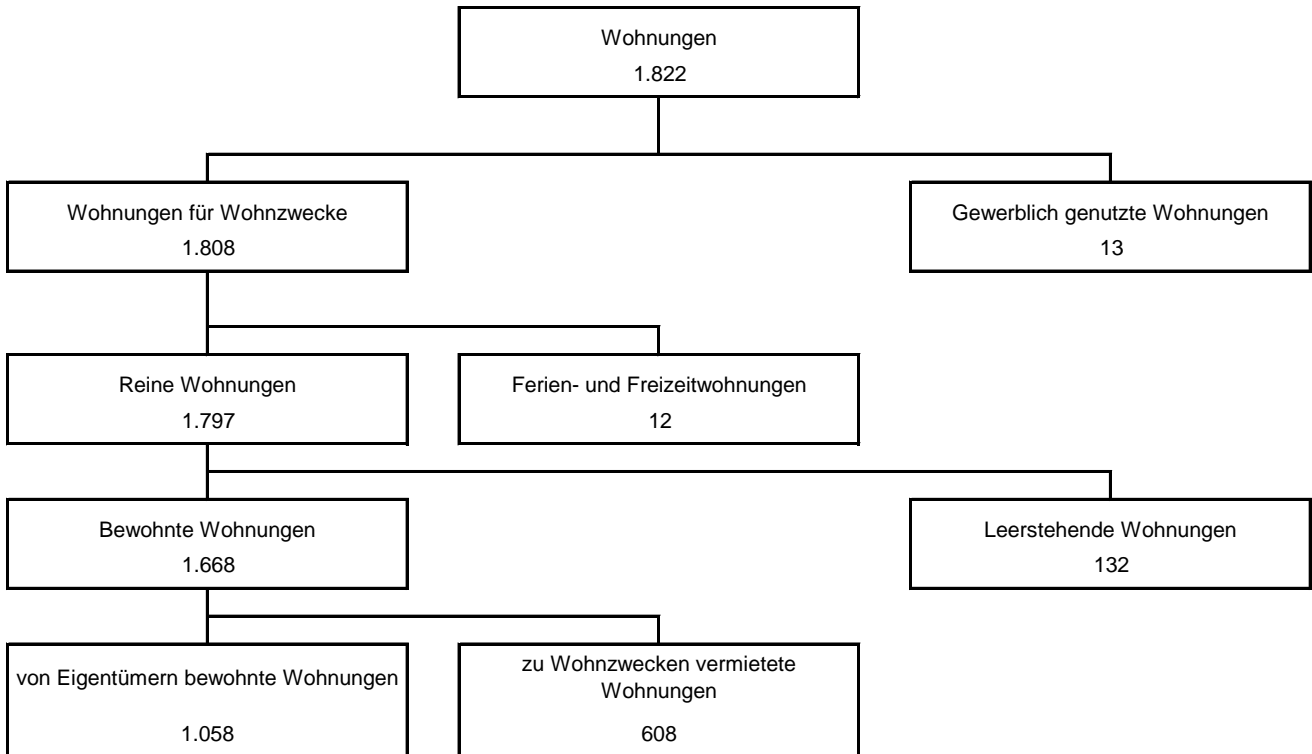 Wohnungen
1.822
Wohnungen für Wohnzwecke
1.808
Gewerblich genutzte Wohnungen
13
Reine Wohnungen
1.797
Ferien- und Freizeitwohnungen
12
Bewohnte Wohnungen
1.668
Leerstehende Wohnungen
132
von Eigentümern bewohnte Wohnungen
1.058
zu Wohnzwecken vermietete
Wohnungen
608